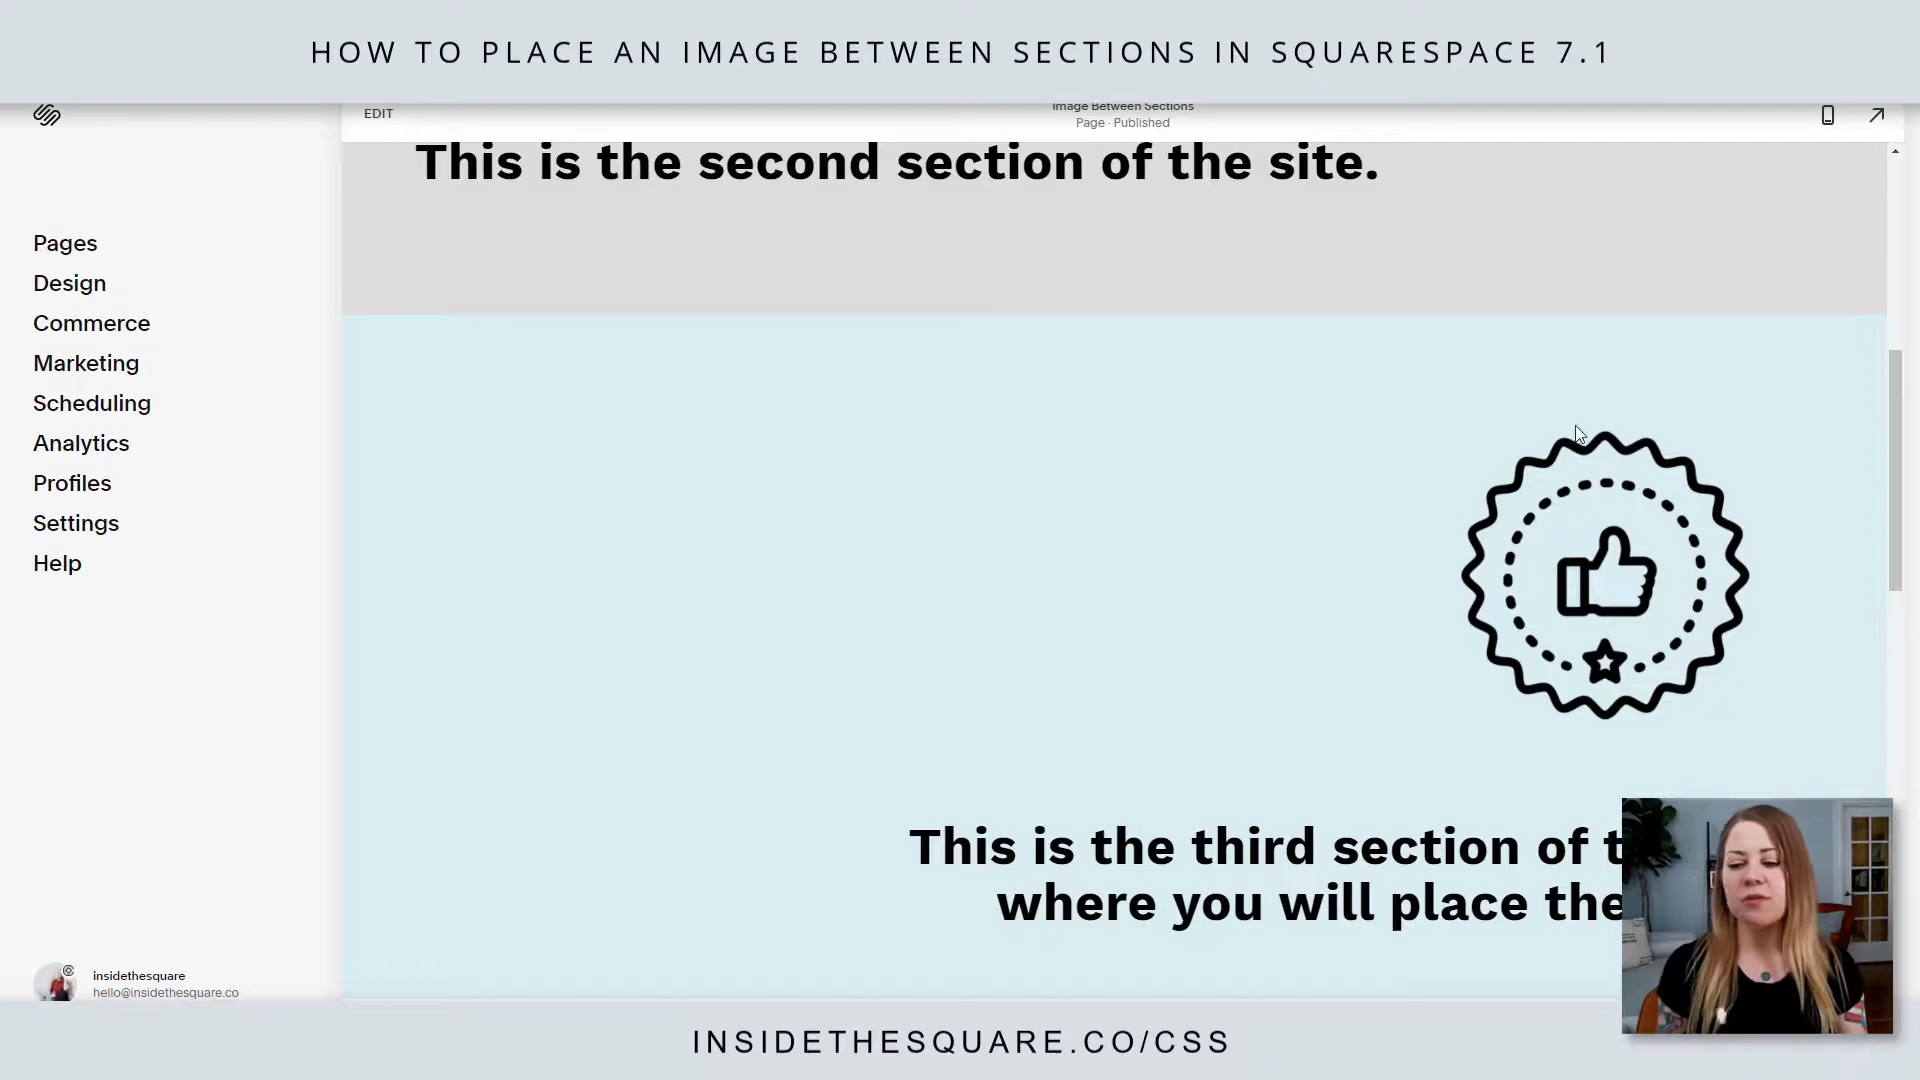 HOW TO PLACE AN IMAGE BETWEEN SECTIONS IN SQUARESPACE 7.1
EDIT
Image Between Sections
Page · Published
This is the second section of the site.
Pages
Design
Commerce
Marketing
Scheduling
Analytics
Profiles
Settings
Help
This is the third section of t
where you will place the
insidethesquare
hello@insidethesquare.co
INSIDETHESQUARE.CO/CSS